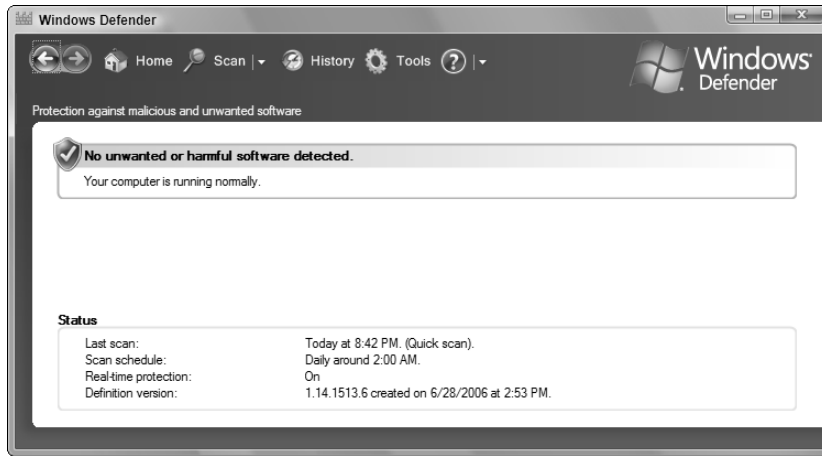 Windows Defender
Home Scan History Tools ?
Windows
Defender
Protection against malicious and unwanted software
No unwanted or harmful software detected.
Your computer is running normally.
Status
Last scan: Today at 8:42 PM. (Quick scan).
Scan schedule: Daily around 2:00 AM.
Real-time protection: On
Definition version: 1.14.1513.6 created on 6/28/2006 at 2:53 PM.